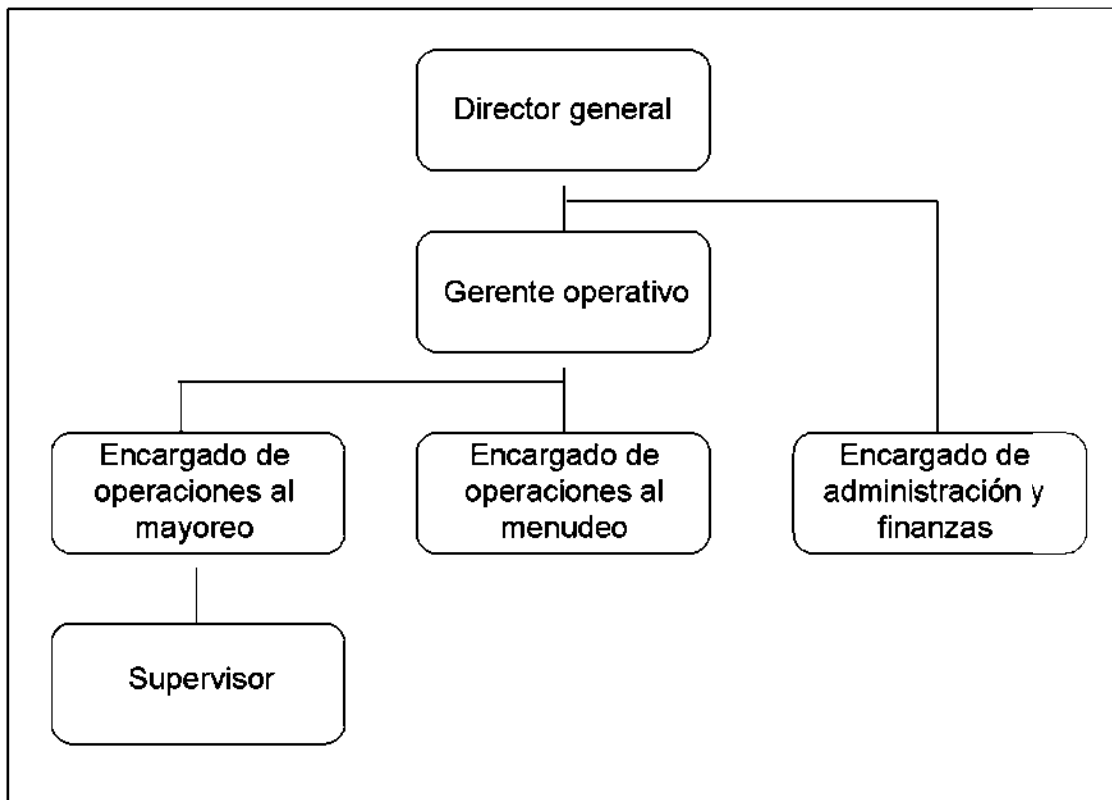 Director general
Gerente operativo
Encargado de
operaciones al
mayoreo
Encargado de
operaciones al
menudeo
Encargado de
administración y
finanzas
Supervisor